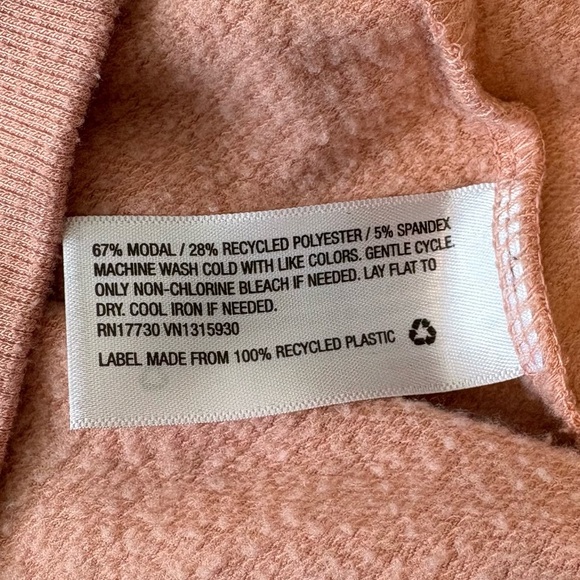 67% MODAL / 28% RECYCLED POLYESTER / 5% SPANDEX
MACHINE WASH COLD WITH LIKE COLORS. GENTLE CYCLE.
ONLY NON-CHLORINE BLEACH IF NEEDED. LAY FLAT TO
DRY. COOL IRON IF NEEDED.
RN17730 VN1315930
LABEL MADE FROM 100% RECYCLED PLASTIC